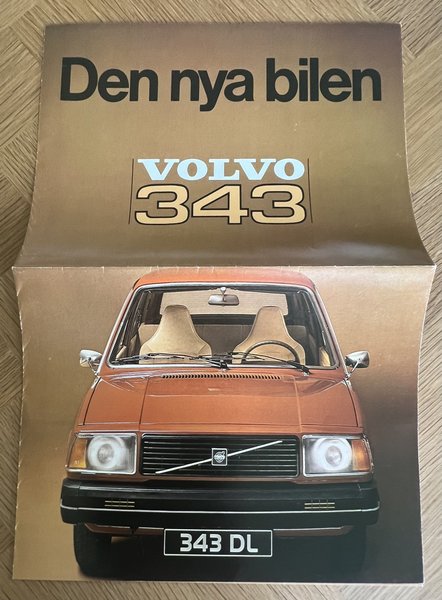 Den nya bilen
VOLVO
343
343 DL